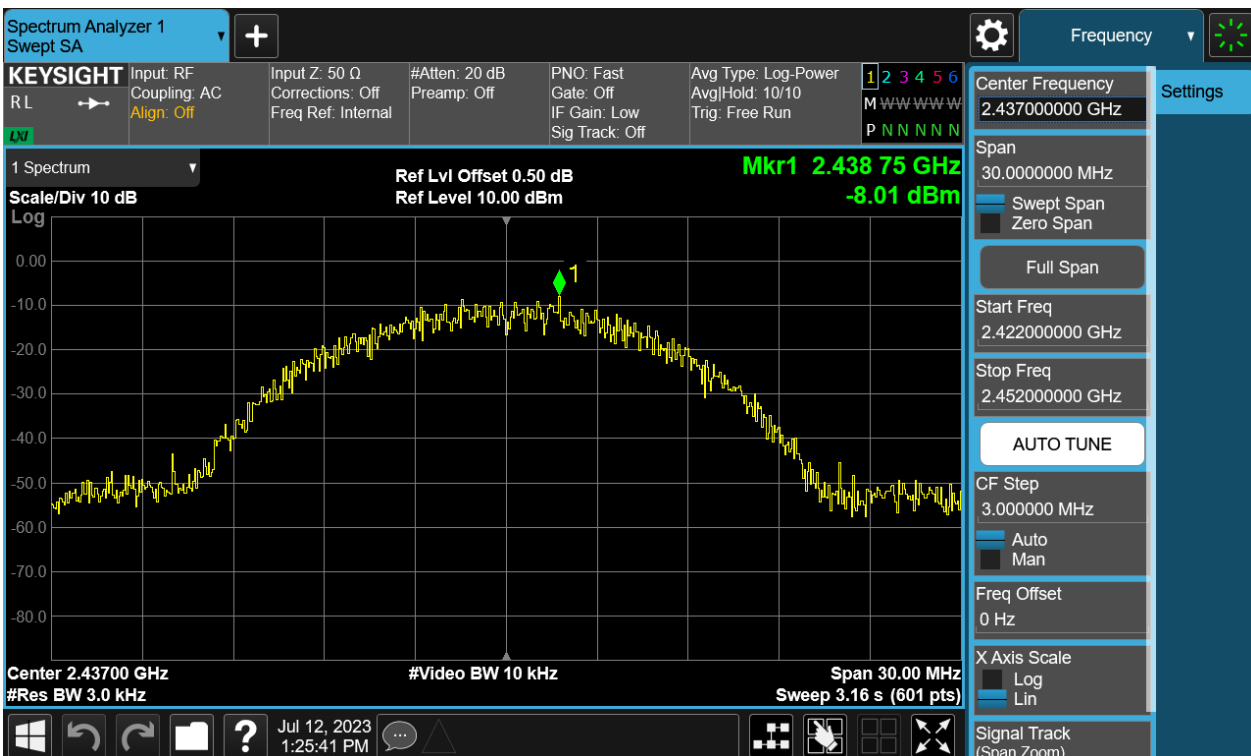 Spectrum Analyzer 1
Swept SA
Frequency
KEYSIGHT
R L
LXI
Input: RF
Coupling: AC
Align: Off
Input Z: 50 Ω
Corrections: Off
Freq Ref: Internal
#Atten: 20 dB
Preamp: Off
PNO: Fast
Gate: Off
IF Gain: Low
Sig Track: Off
Avg Type: Log-Power
Avg|Hold: 10/10
Trig: Free Run
1 2 3 4 5 6
M W W W W W
P N N N N N
1 Spectrum
Scale/Div 10 dB
Ref Lvl Offset 0.50 dB
Ref Level 10.00 dBm
Mkr1 2.438 75 GHz
-8.01 dBm
Log
1
0.00
-10.0
-20.0
-30.0
-40.0
-50.0
-60.0
-70.0
-80.0
Center 2.43700 GHz
#Video BW 10 kHz
Span 30.00 MHz
#Res BW 3.0 kHz
Sweep 3.16 s (601 pts)
Center Frequency
2.437000000 GHz
Settings
Span
30.0000000 MHz
Swept Span
Zero Span
Full Span
Start Freq
2.422000000 GHz
Stop Freq
2.452000000 GHz
AUTO TUNE
CF Step
3.000000 MHz
Auto
Man
Freq Offset
0 Hz
X Axis Scale
Log
Lin
Signal Track
(Span Zoom)
?
Jul 12, 2023
1:25:41 PM